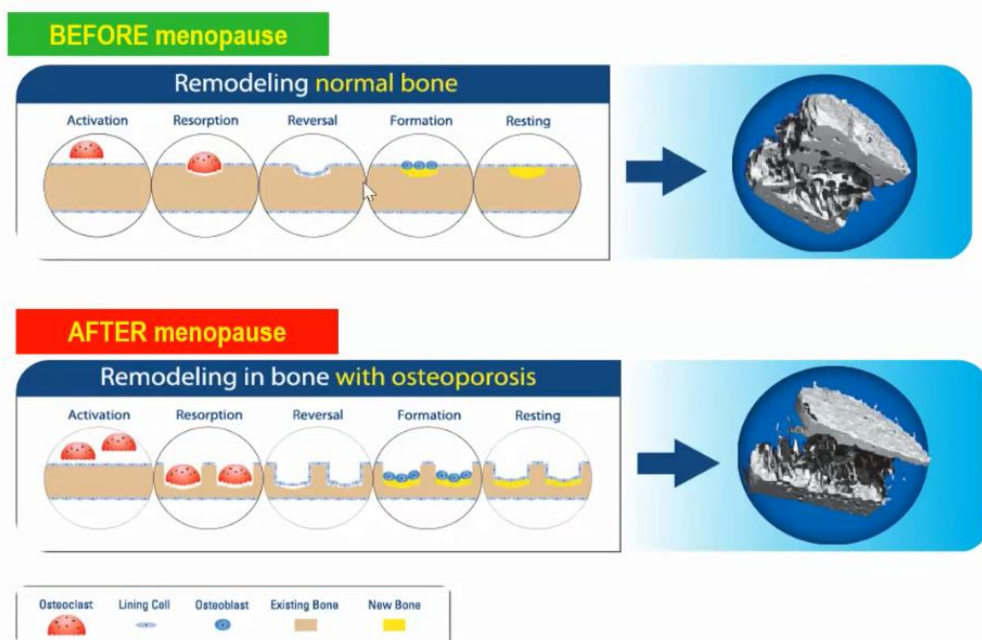 BEFORE menopause
Remodeling normal bone
Activation Resorption Reversal Formation Resting
AFTER menopause
Remodeling in bone with osteoporosis
Activation Resorption Reversal Formation Resting
Osteoclast Lining Cell Osteoblast Existing Bone New Bone